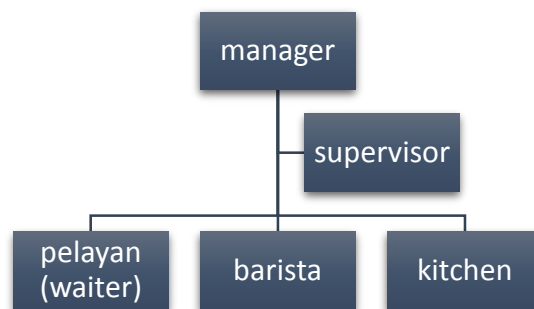 manager
supervisor
pelayan
(waiter)
barista
kitchen